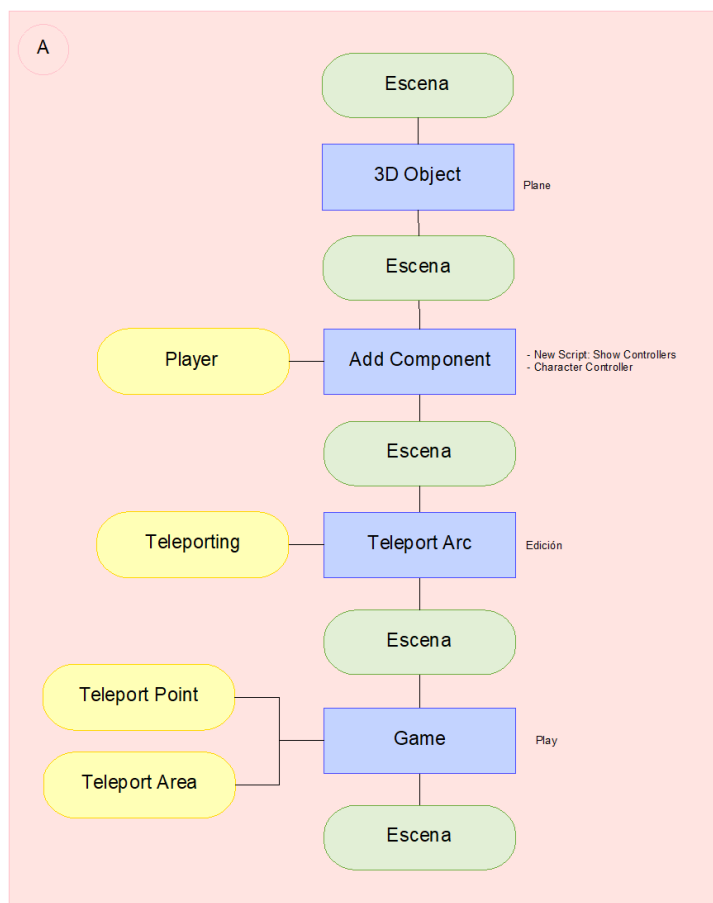 A
Escena
3D Object
Plane
Escena
Player
Add Component
- New Script: Show Controllers
- Character Controller
Escena
Teleporting
Teleport Arc
Edición
Escena
Teleport Point
Game
Play
Teleport Area
Escena